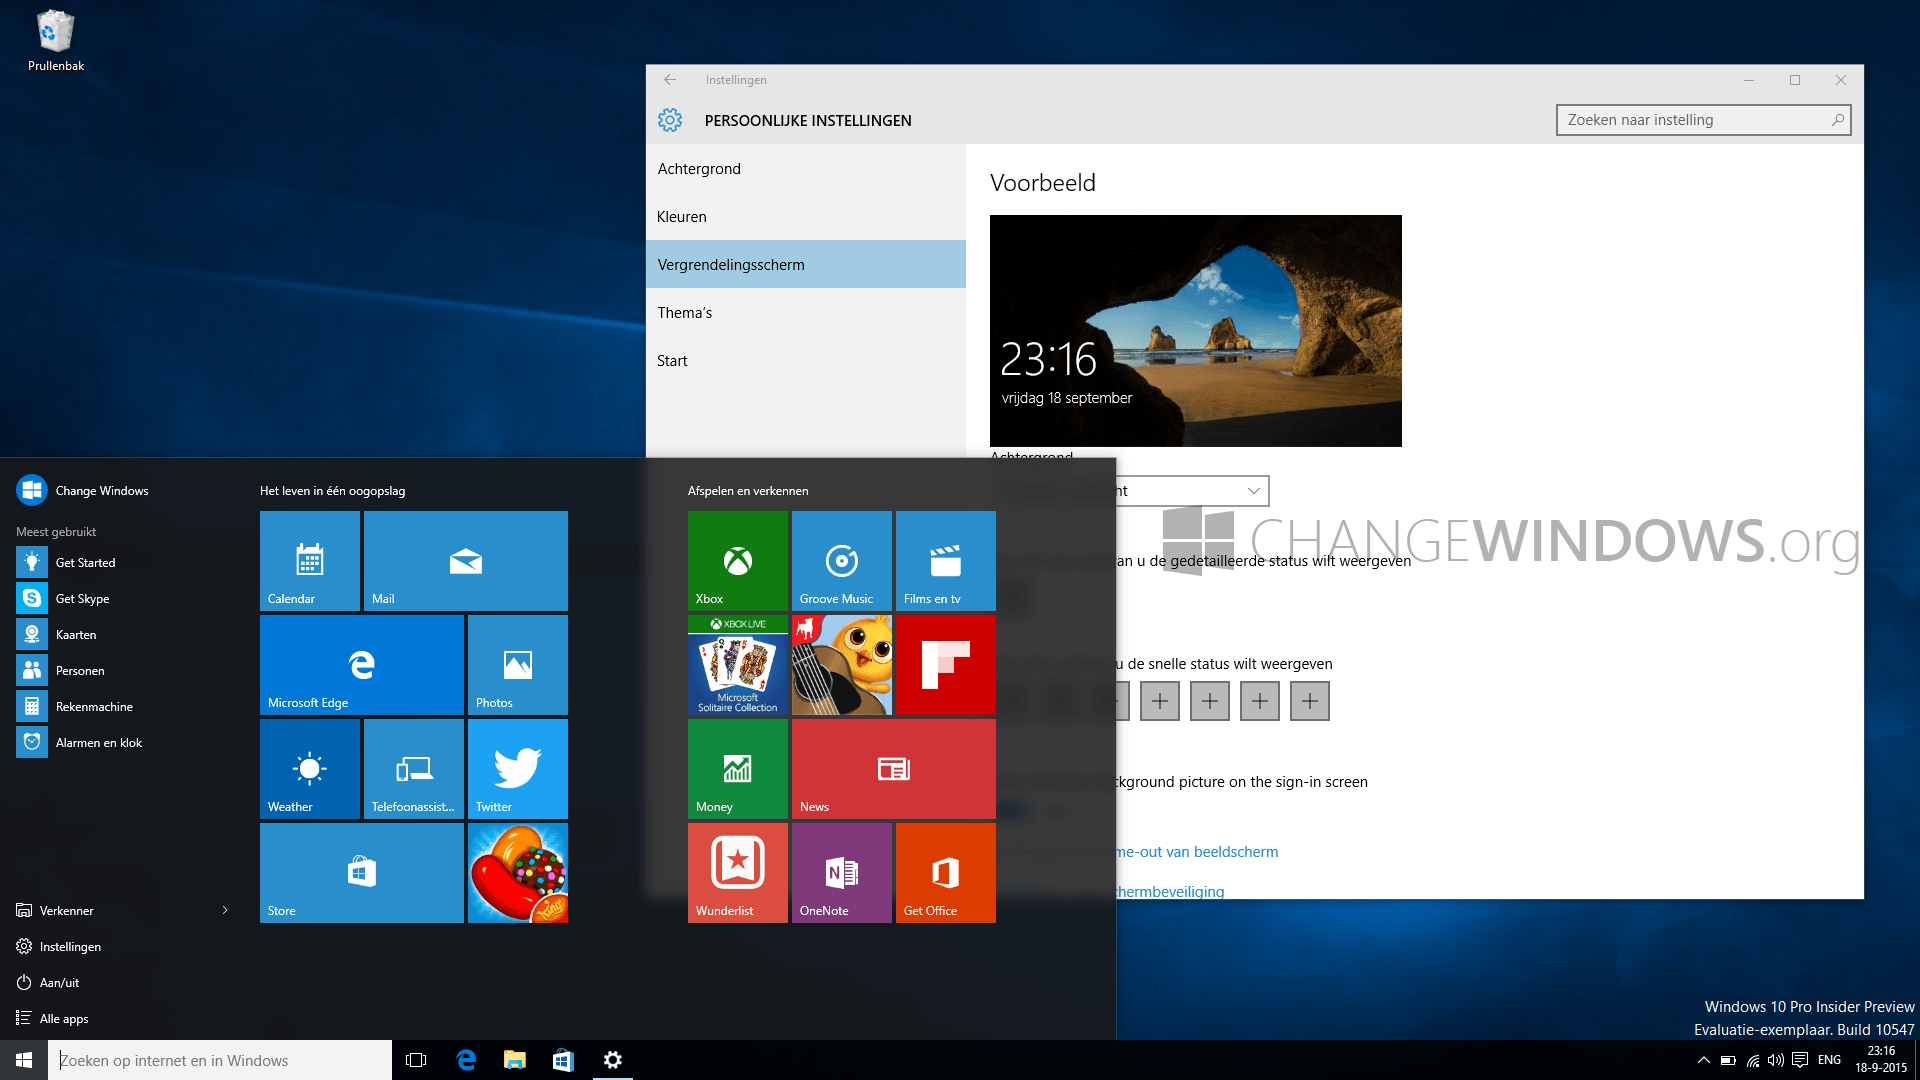 Prullenbak
Instellingen
PERSOONLIJKE INSTELLINGEN
Zoeken naar instelling
Achtergrond
Kleuren
Vergrendelingsscherm
Thema's
Start
Voorbeeld
23:16
vrijdag 18 september
Achtergrond
ht
an u de gedetailleerde status wilt weergeven
u de snelle status wilt weergeven
kground picture on the sign-in screen
me-out van beeldscherm
hermbeveiliging
CHANGEWINDOWS.org
Change Windows
Meest gebruikt
Get Started
Get Skype
Kaarten
Personen
Rekenmachine
Alarmen en klok
Verkenner
Instellingen
Aan/uit
Alle apps
Het leven in één oogopslag
Calendar
Mail
Microsoft Edge
Photos
Weather
Telefoonassist...
Twitter
Store
King
Afspelen en verkennen
Xbox
Groove Music
Films en tv
XBOX LIVE
Microsoft
Solitaire Collection
Money
News
Wunderlist
OneNote
Get Office
Windows 10 Pro Insider Preview
Evaluatie-exemplaar. Build 10547
Zoeken op internet en in Windows
ENG
23:16
18-9-2015